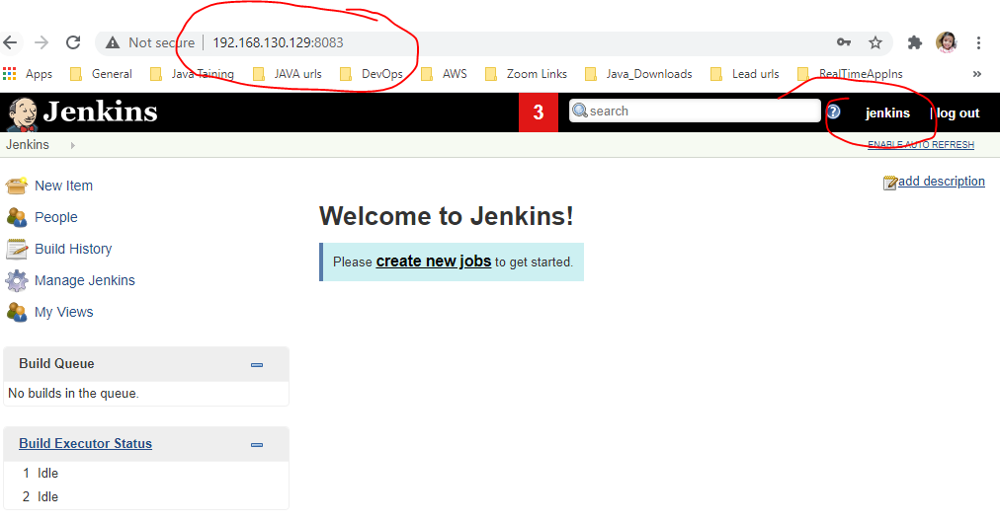 Not secure | 192.168.130.129:8083
Apps General Java Taining JAVA urls DevOps AWS Zoom Links Java_Downloads Lead urls RealTimeAppIns »
Jenkins 3 search ? jenkins | log out
Jenkins ENABLE AUTO REFRESH
add description
New Item
People
Build History
Manage Jenkins
My Views
Welcome to Jenkins!
Please create new jobs to get started.
Build Queue
No builds in the queue.
Build Executor Status
1 Idle
2 Idle